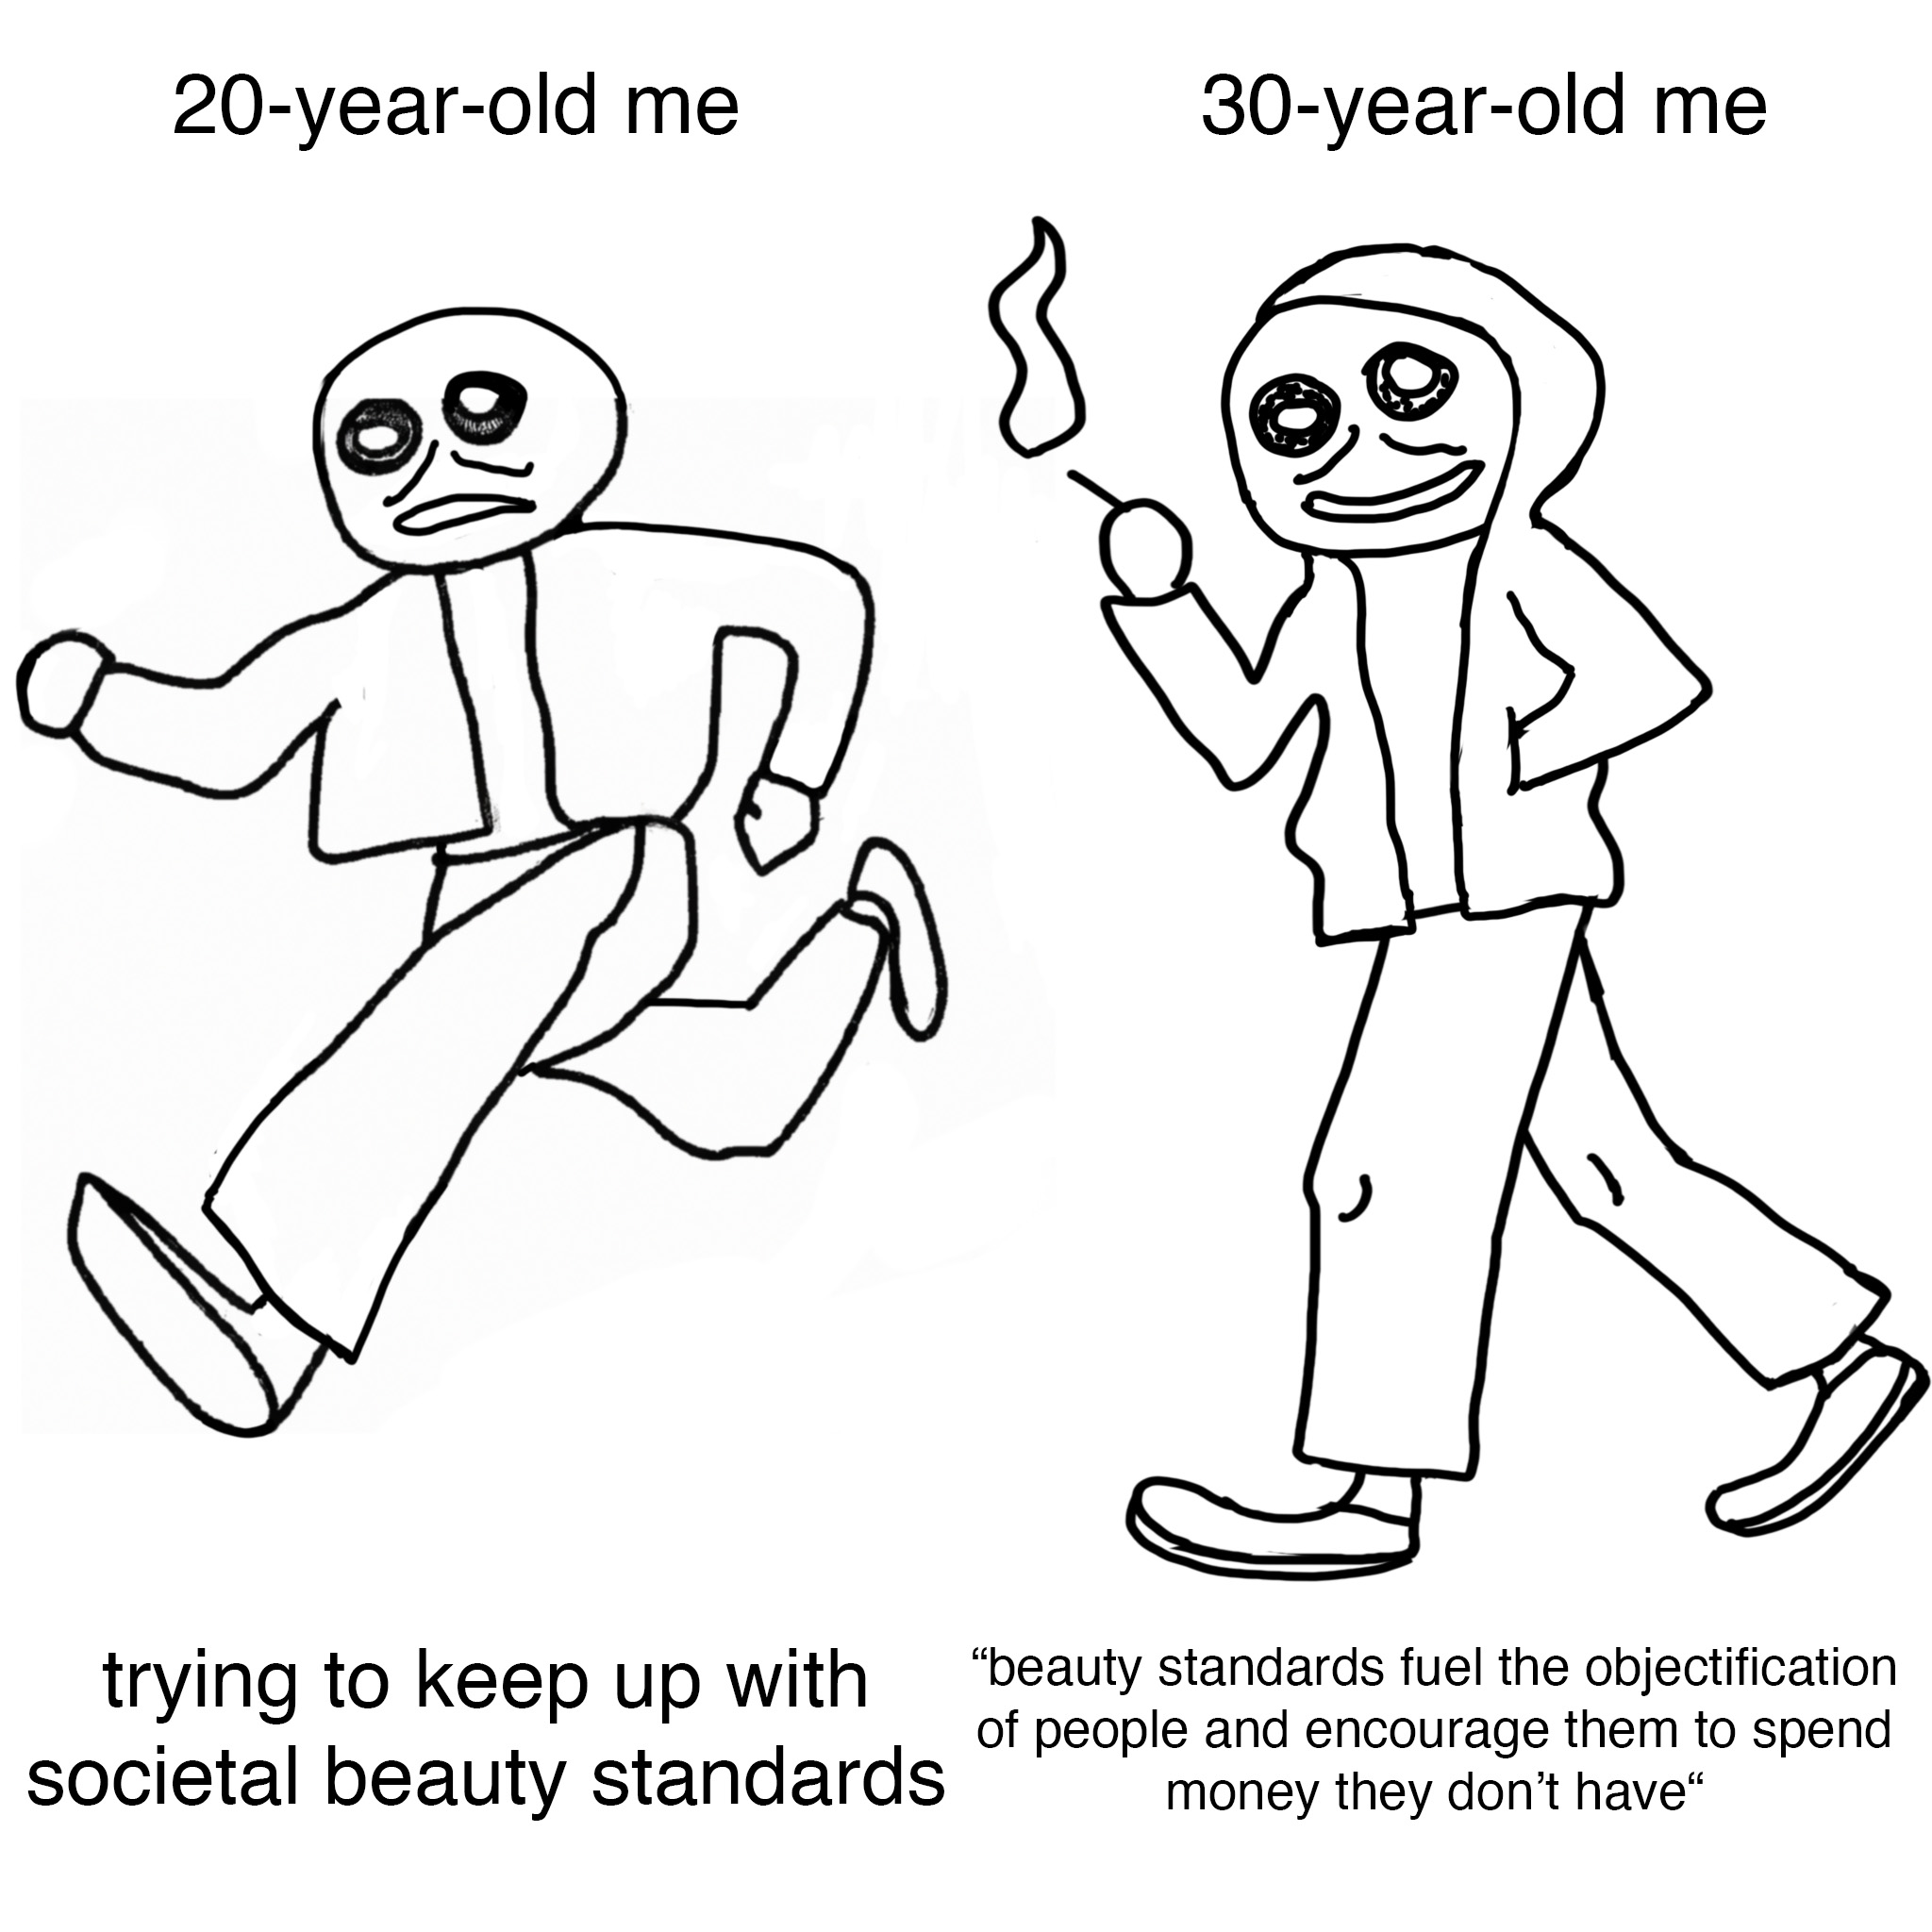 20-year-old me
30-year-old me
trying to keep up with
societal beauty standards
“beauty standards fuel the objectification
of people and encourage them to spend
money they don’t have“